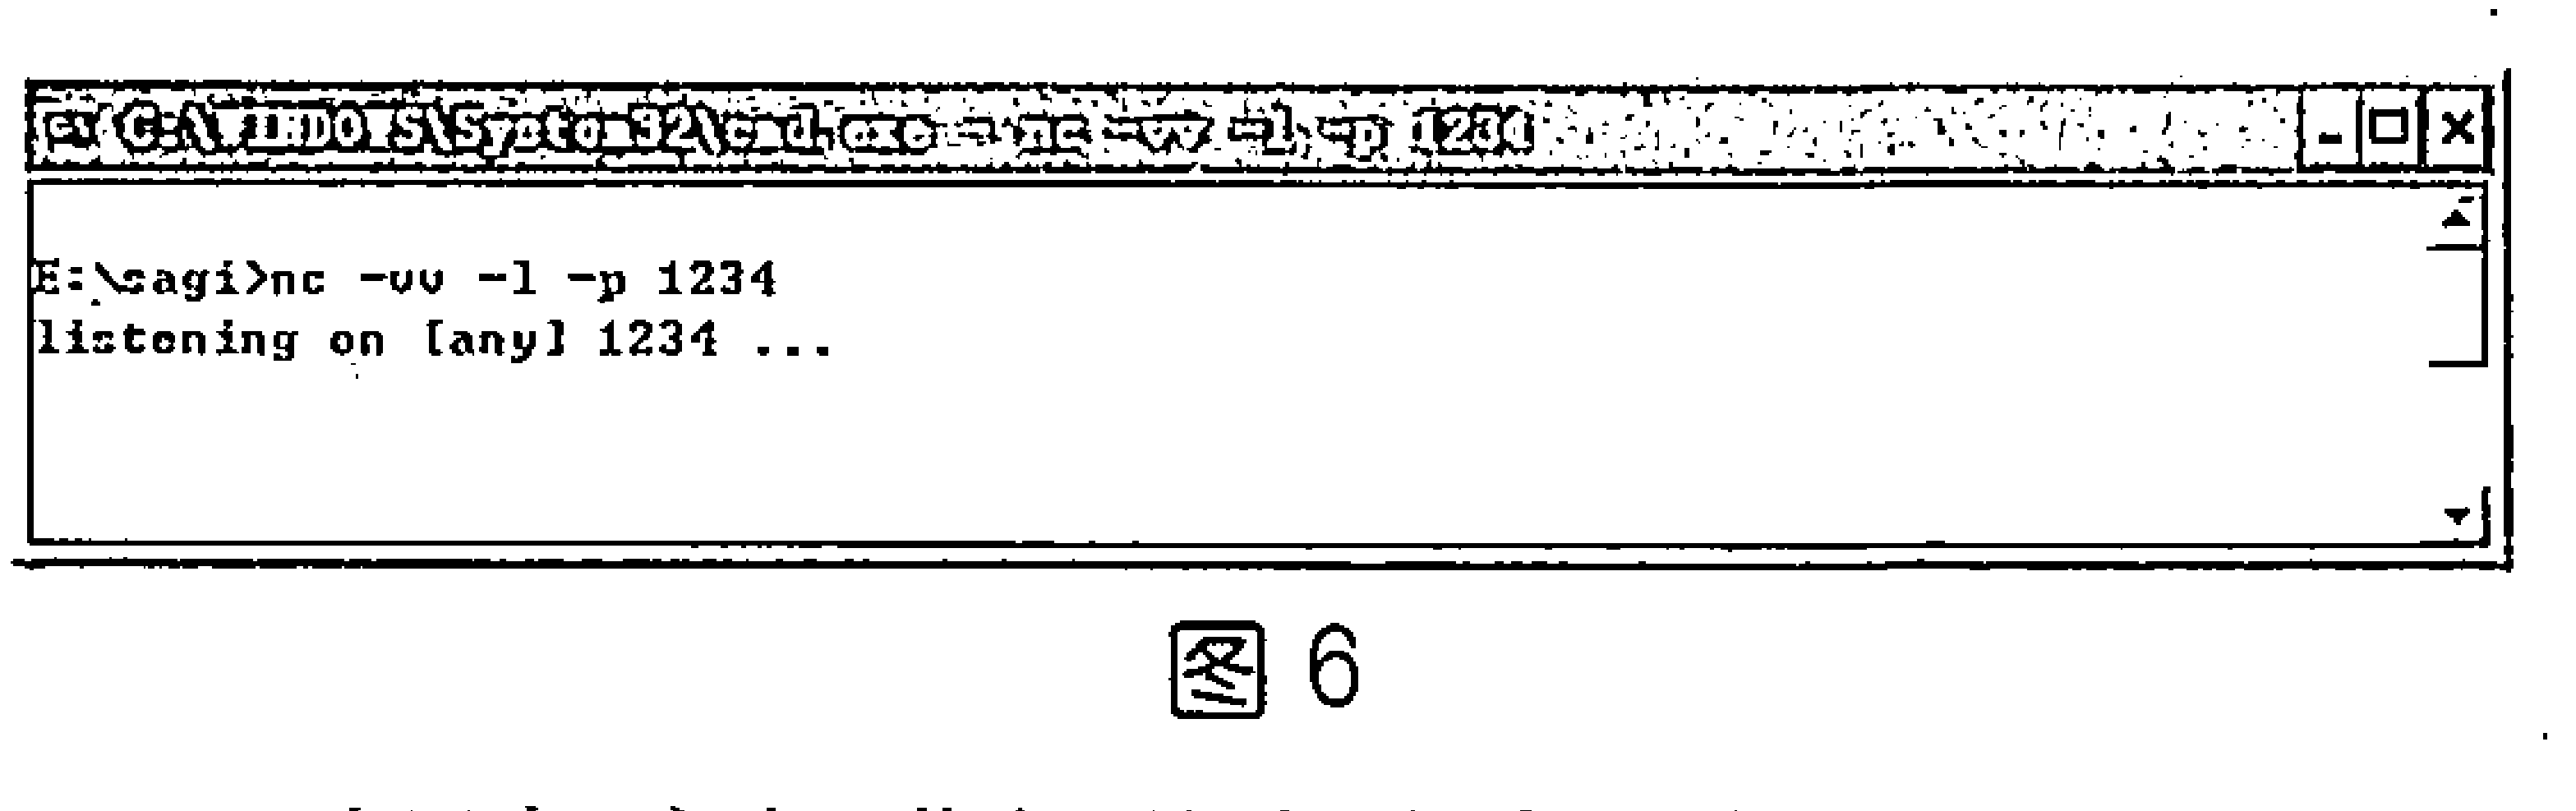 C:\WINDOWS\System32\cmd.exe - nc -vv -l -p 1234
E:\sagi>nc -vv -l -p 1234
listening on [any] 1234 ...
图 6